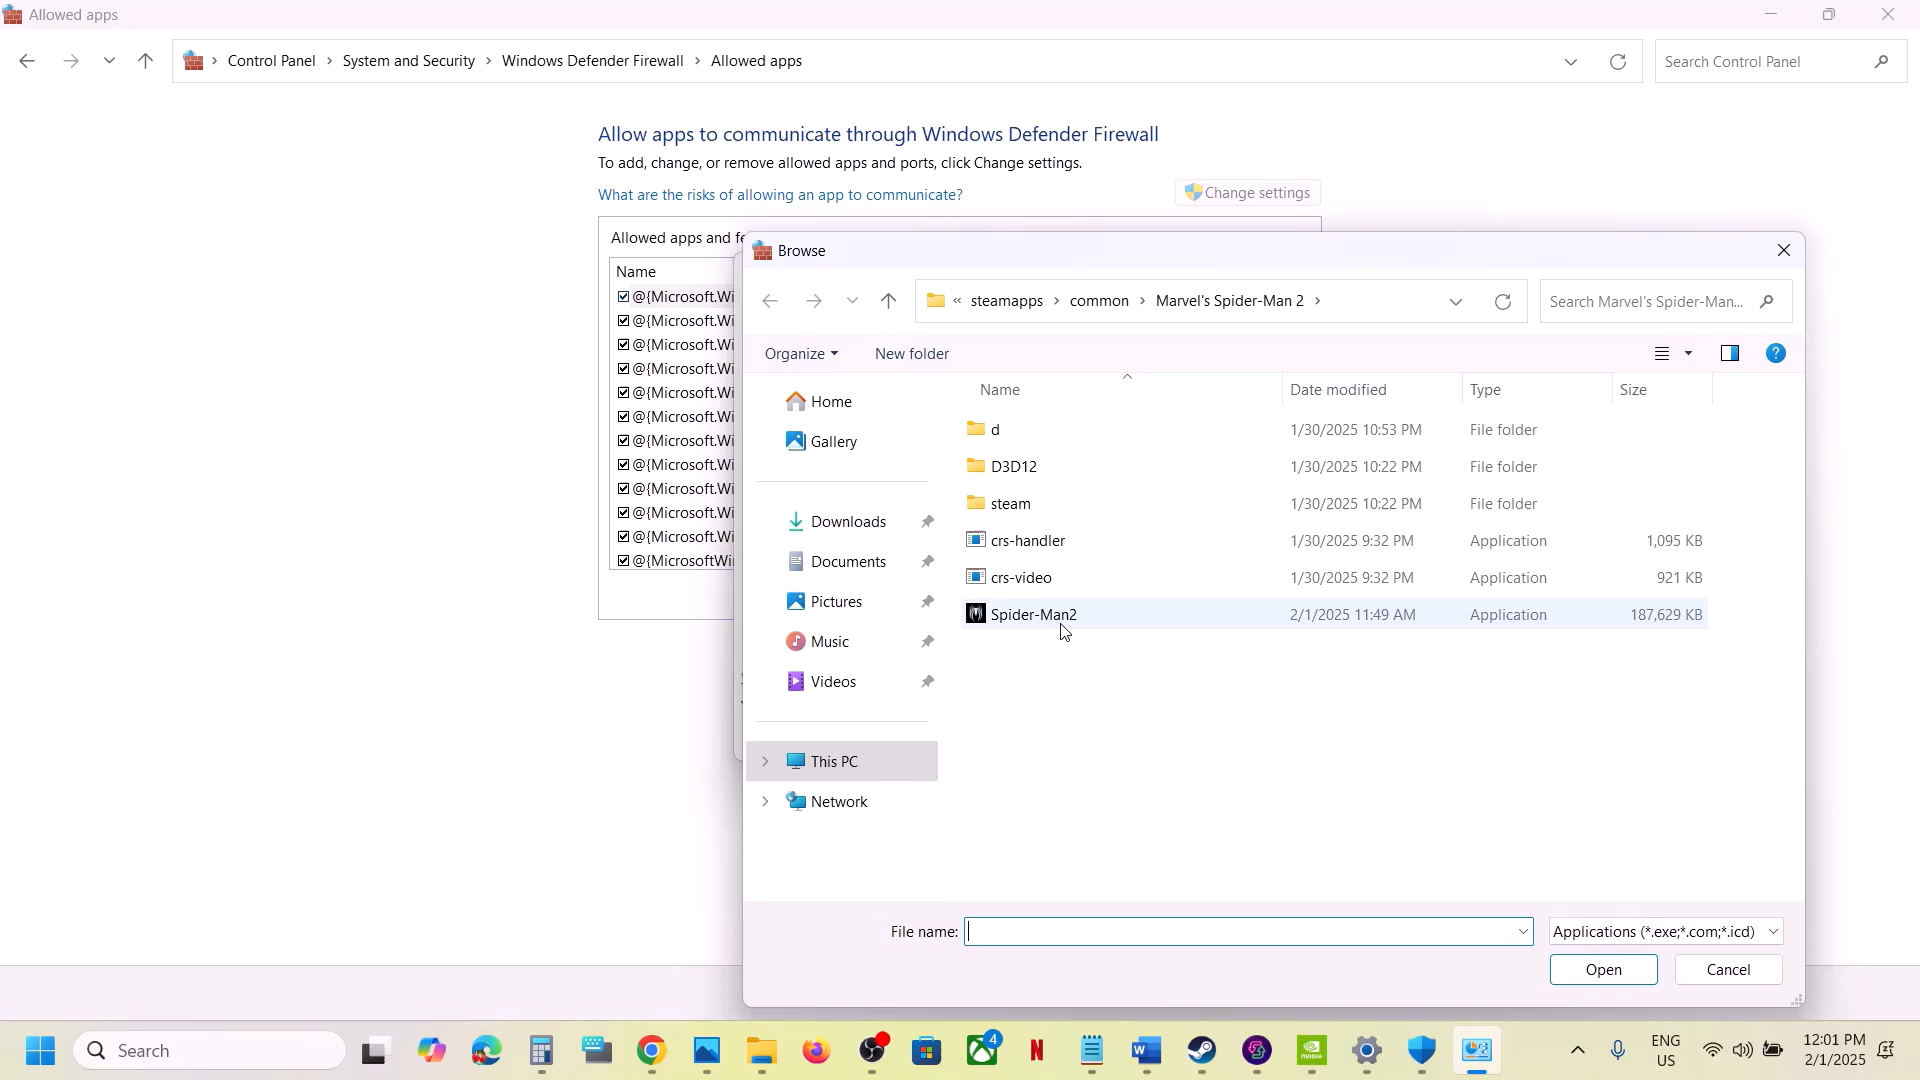 Allowed apps
Control Panel › System and Security › Windows Defender Firewall › Allowed apps
Search Control Panel
Allow apps to communicate through Windows Defender Firewall
To add, change, or remove allowed apps and ports, click Change settings.
What are the risks of allowing an app to communicate?
Change settings
Allowed apps and fe
Name
@{Microsoft.Wi
@{Microsoft.Wi
@{Microsoft.Wi
@{Microsoft.Wi
@{Microsoft.Wi
@{Microsoft.Wi
@{Microsoft.Wi
@{Microsoft.Wi
@{Microsoft.Wi
@{Microsoft.Wi
@{Microsoft.Wi
@{MicrosoftWi
Browse
« steamapps › common › Marvel's Spider-Man 2 ›
Search Marvel's Spider-Man...
Organize
New folder
Home
Gallery
Downloads
Documents
Pictures
Music
Videos
This PC
Network
Name Date modified Type Size
d 1/30/2025 10:53 PM File folder
D3D12 1/30/2025 10:22 PM File folder
steam 1/30/2025 10:22 PM File folder
crs-handler 1/30/2025 9:32 PM Application 1,095 KB
crs-video 1/30/2025 9:32 PM Application 921 KB
Spider-Man2 2/1/2025 11:49 AM Application 187,629 KB
File name:
Applications (*.exe;*.com;*.icd)
Open
Cancel
Search
4
N
ENG
US
12:01 PM
2/1/2025